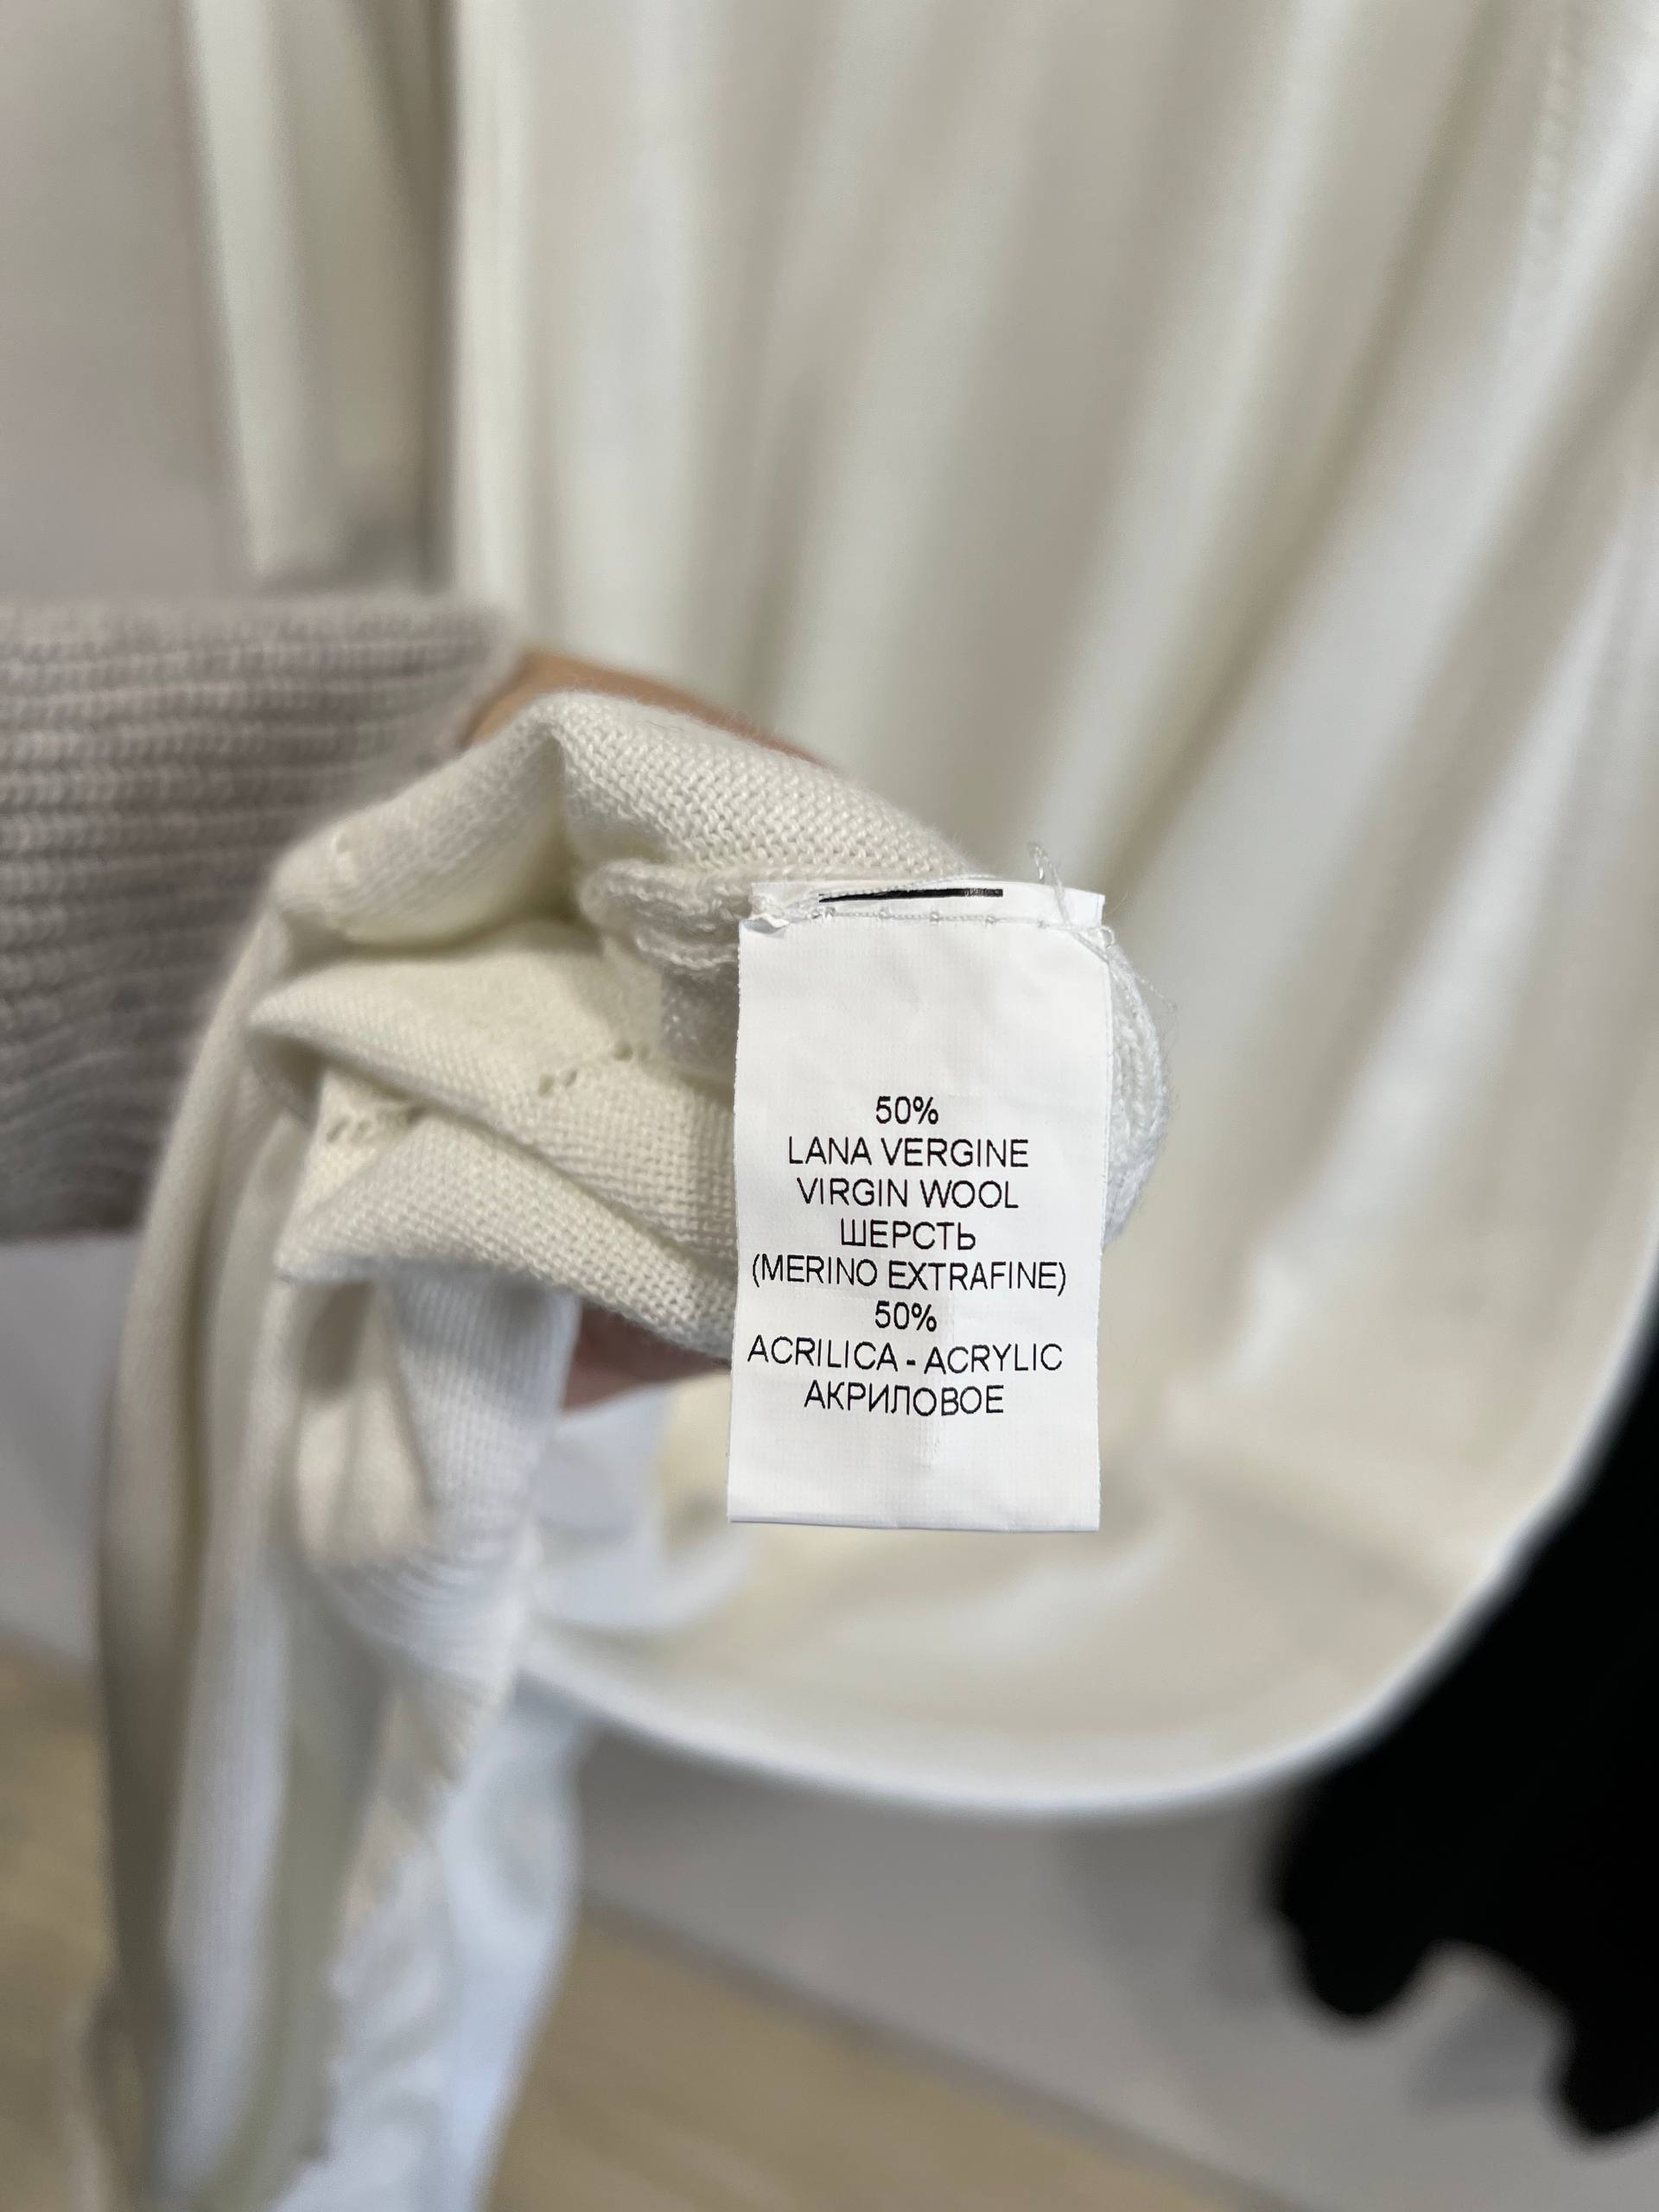 50%
LANA VERGINE
VIRGIN WOOL
ШЕРСТЬ
(MERINO EXTRAFINE)
50%
ACRILICA - ACRYLIC
АКРИЛОВОЕ